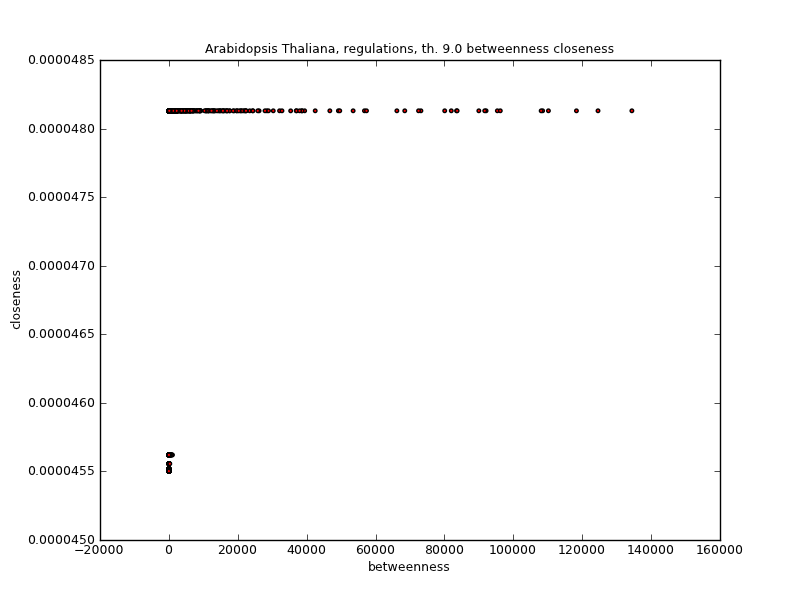 Arabidopsis Thaliana, regulations, th. 9.0 betweenness closeness
0.0000485
0.0000480
0.0000475
0.0000470
0.0000465
0.0000460
0.0000455
0.0000450
closeness
−20000 0 20000 40000 60000 80000 100000 120000 140000 160000
betweenness